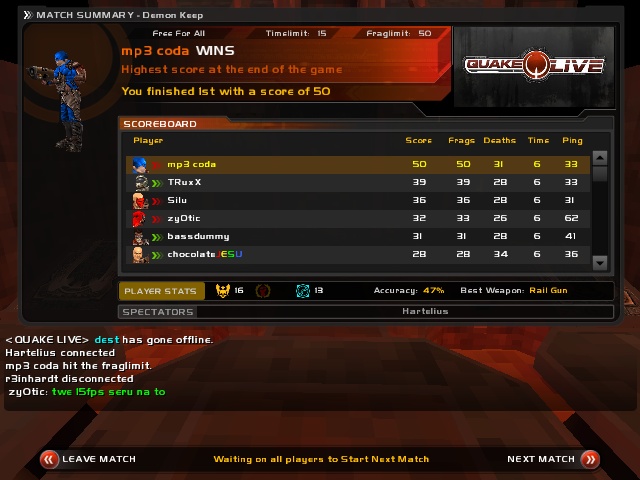 MATCH SUMMARY - Demon Keep
Free For All Timelimit: 15 Fraglimit: 50
mp3 coda WINS
Highest score at the end of the game
You finished 1st with a score of 50
QUAKE LIVE
SCOREBOARD
Player Score Frags Deaths Time Ping
mp3 coda 50 50 31 6 33
TRuxX 39 39 28 6 33
Silu 36 36 28 6 31
zyOtic 32 33 26 6 62
bassdummy 31 31 28 6 41
chocolateJESU 28 28 34 6 36
PLAYER STATS 16 13 Accuracy: 47% Best Weapon: Rail Gun
SPECTATORS Hartelius
<QUAKE LIVE> dest has gone offline.
Hartelius connected
mp3 coda hit the fraglimit.
r3inhardt disconnected
zyOtic: twe 15fps seru na to
LEAVE MATCH Waiting on all players to Start Next Match NEXT MATCH